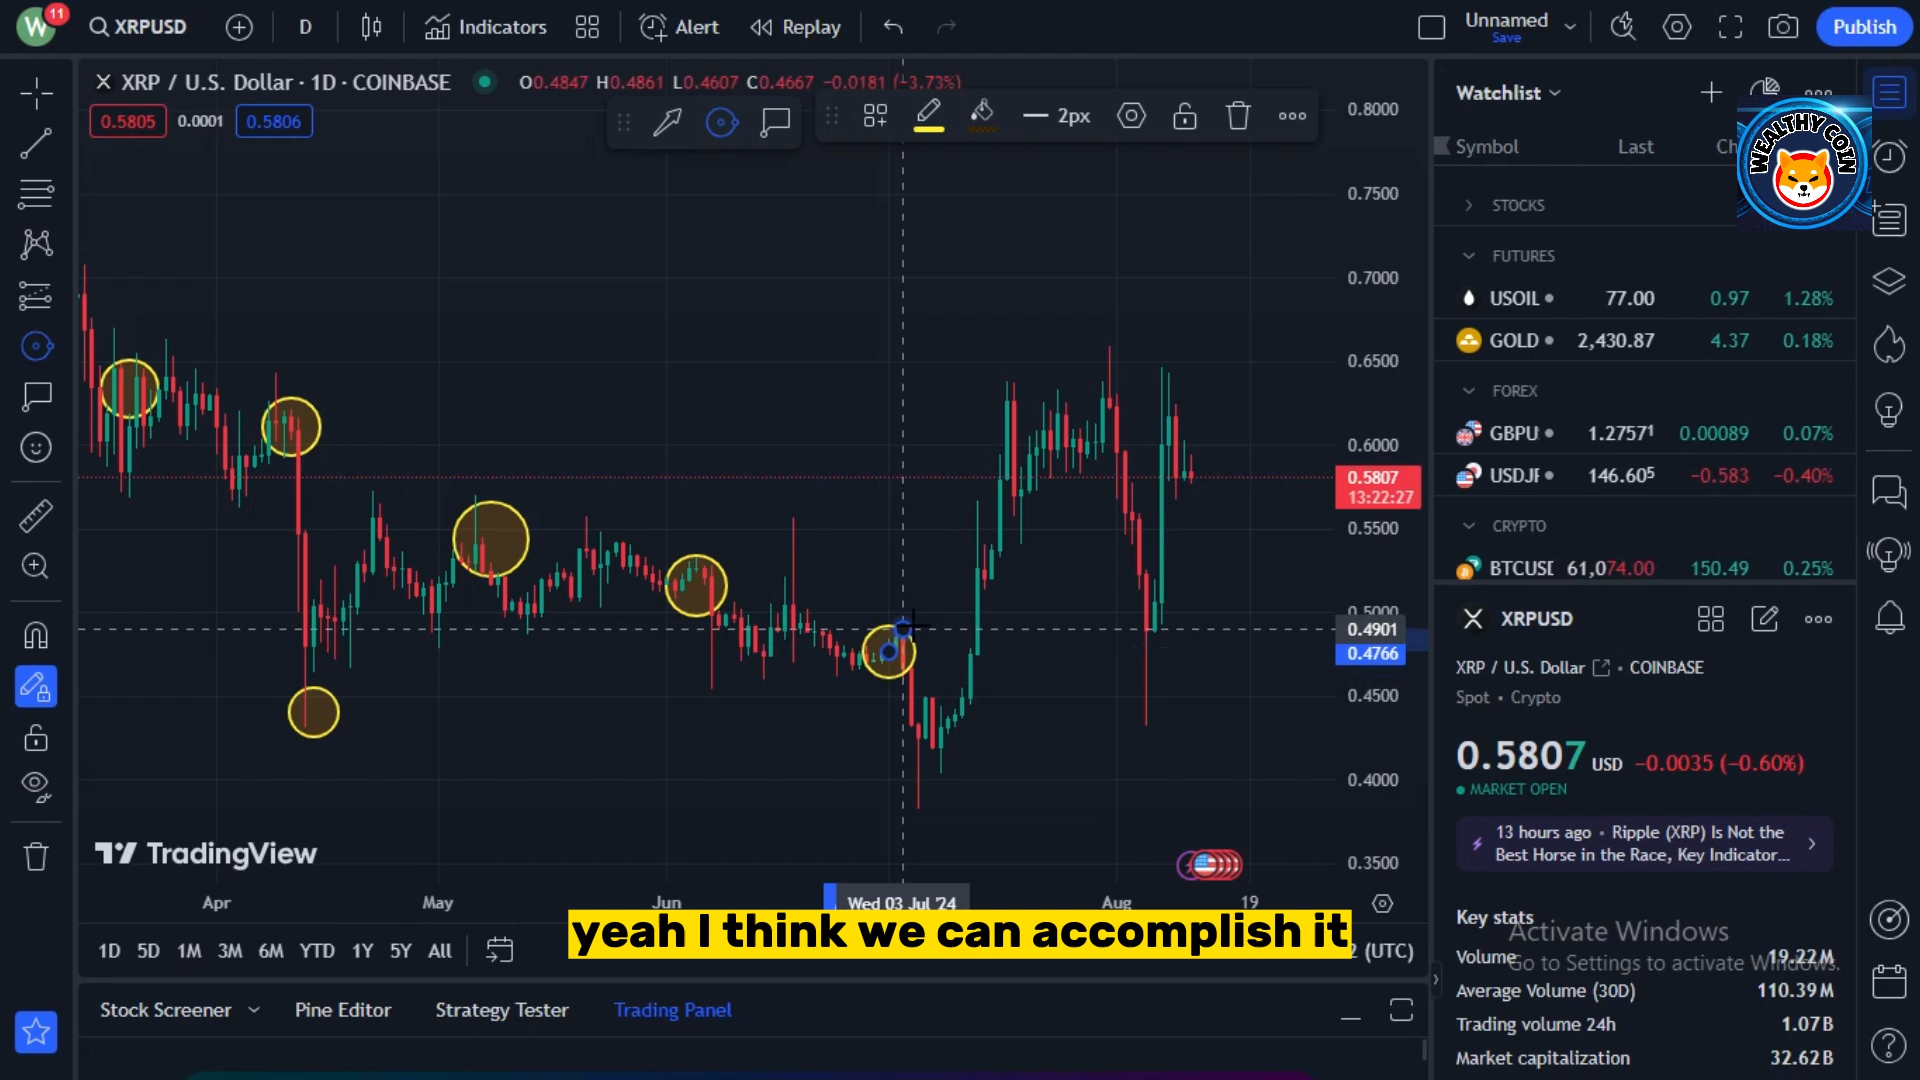 W 11 XRPUSD D Indicators Alert Replay Unnamed Save Publish
X XRP / U.S. Dollar · 1D · COINBASE O0.4847 H0.4861 L0.4607 C0.4667 −0.0181 (−3.73%)
0.5805 0.0001 0.5806
2px
0.8000
0.7500
0.7000
0.6500
0.6000
0.5807
13:22:27
0.5500
0.5000
0.4901
0.4766
0.4500
0.4000
0.3500
TradingView
Apr May Jun Wed 03 Jul '24 Aug 19
yeah I think we can accomplish it
1D 5D 1M 3M 6M YTD 1Y 5Y All (UTC)
Stock Screener Pine Editor Strategy Tester Trading Panel
Watchlist
WEALTHY COIN
Symbol Last Ch
STOCKS
FUTURES
USOIL 77.00 0.97 1.28%
GOLD 2,430.87 4.37 0.18%
FOREX
GBPU 1.27571 0.00089 0.07%
USDJP 146.605 −0.583 −0.40%
CRYPTO
BTCUSD 61,074.00 150.49 0.25%
XRPUSD
XRP / U.S. Dollar · COINBASE
Spot · Crypto
0.5807 USD −0.0035 (−0.60%)
MARKET OPEN
13 hours ago · Ripple (XRP) Is Not the
Best Horse in the Race, Key Indicator...
Key stats
Activate Windows
Go to Settings to activate Windows.
Volume 19.22M
Average Volume (30D) 110.39M
Trading volume 24h 1.07B
Market capitalization 32.62B